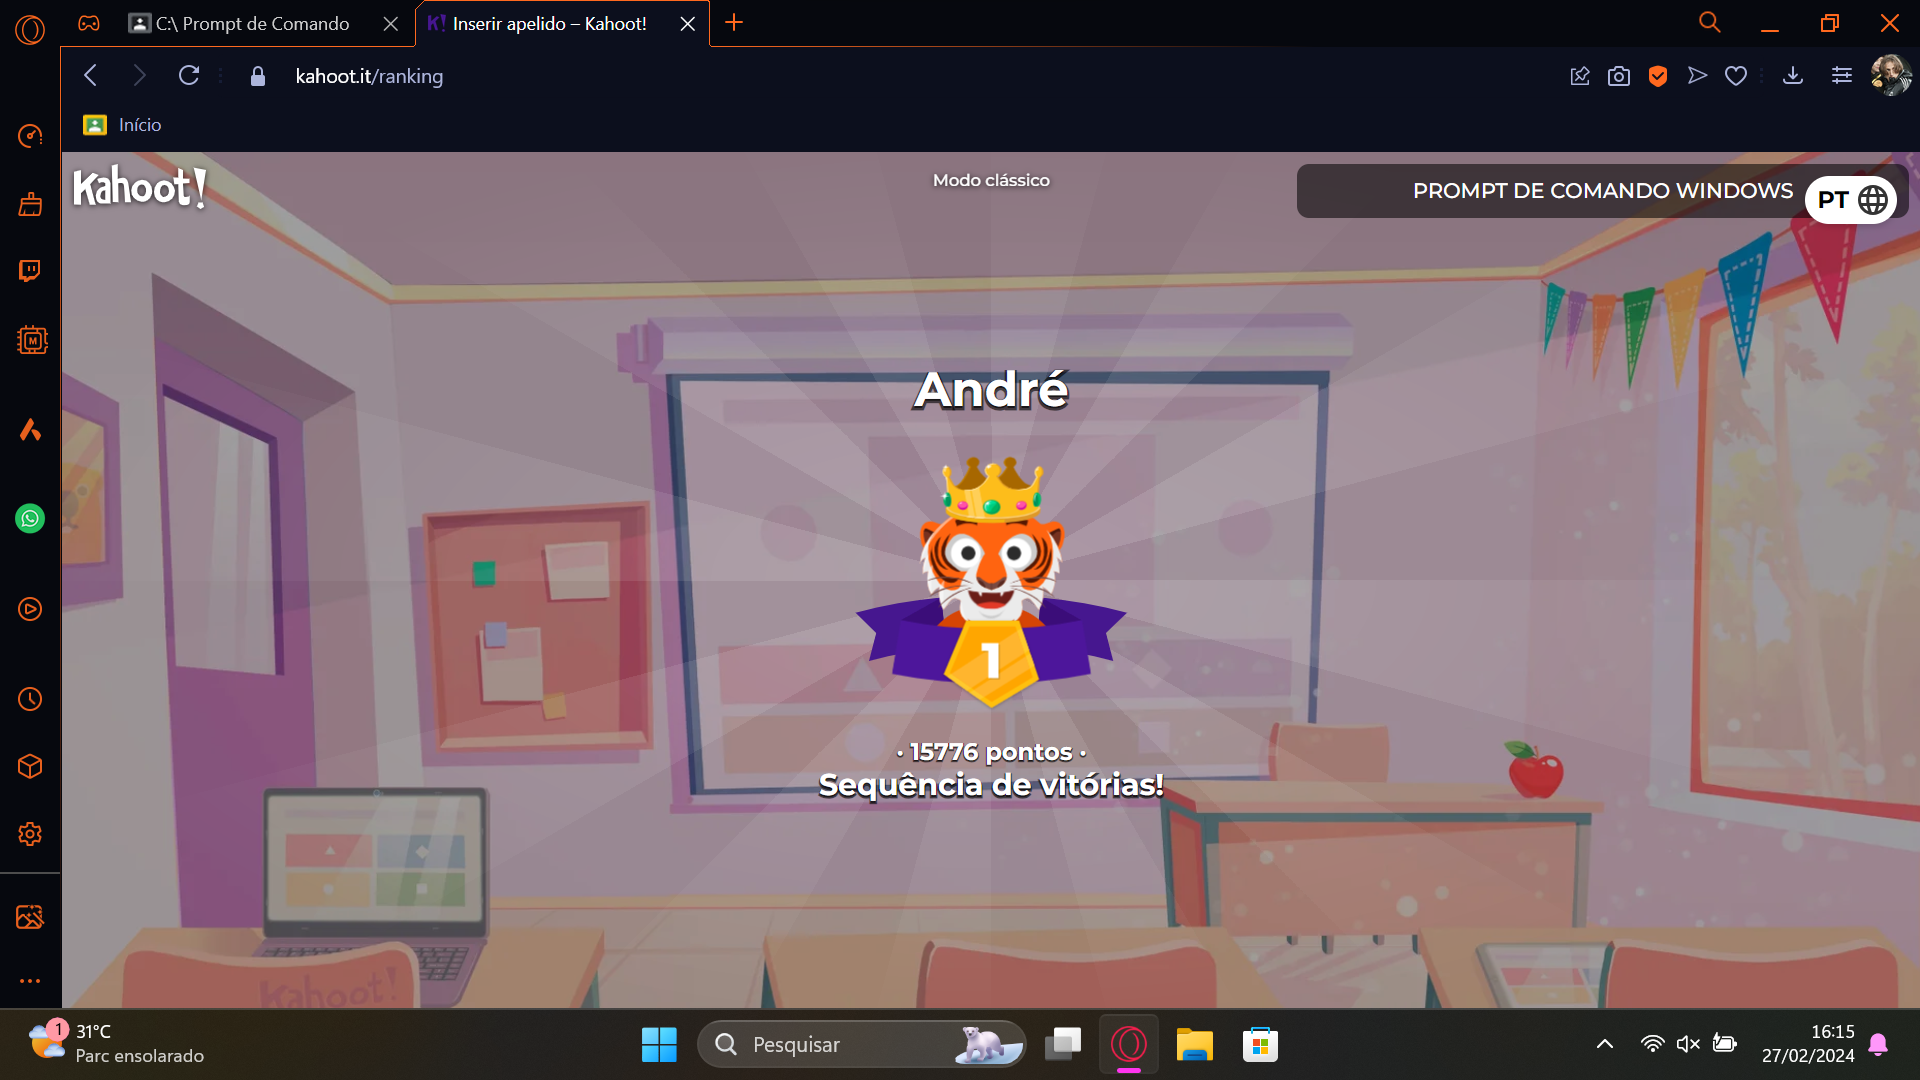 C:\ Prompt de Comando
K! Inserir apelido – Kahoot!
kahoot.it/ranking
Início
Kahoot!
Modo clássico
PROMPT DE COMANDO WINDOWS
PT
André
1
· 15776 pontos ·
Sequência de vitórias!
Kahoot!
M
1
31°C
Parc ensolarado
Pesquisar
16:15
27/02/2024